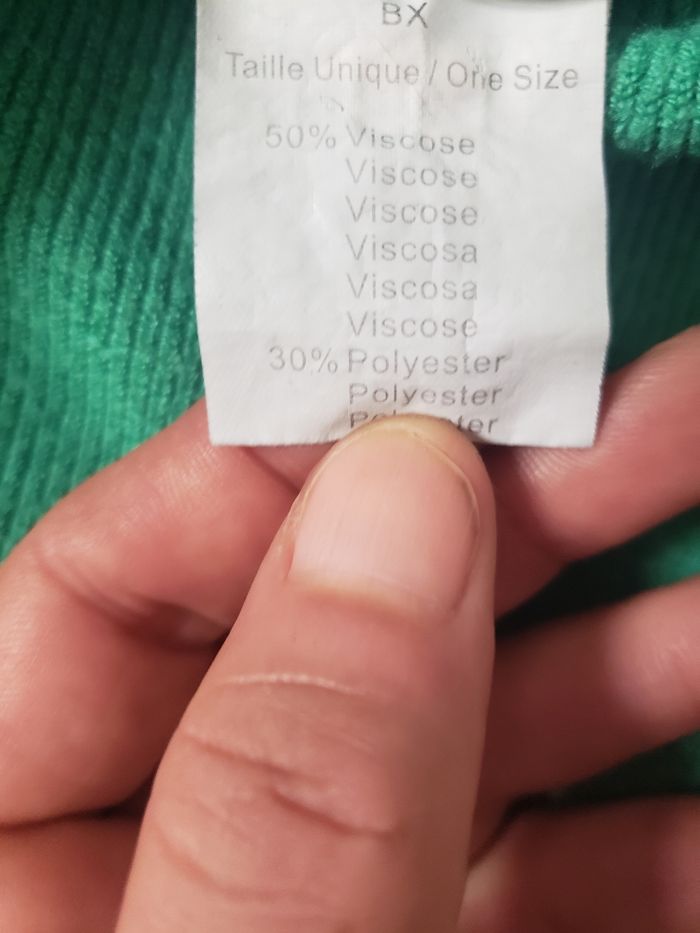 BX
Taille Unique / One Size
50% Viscose
Viscose
Viscose
Viscosa
Viscosa
Viscose
30% Polyester
Polyester